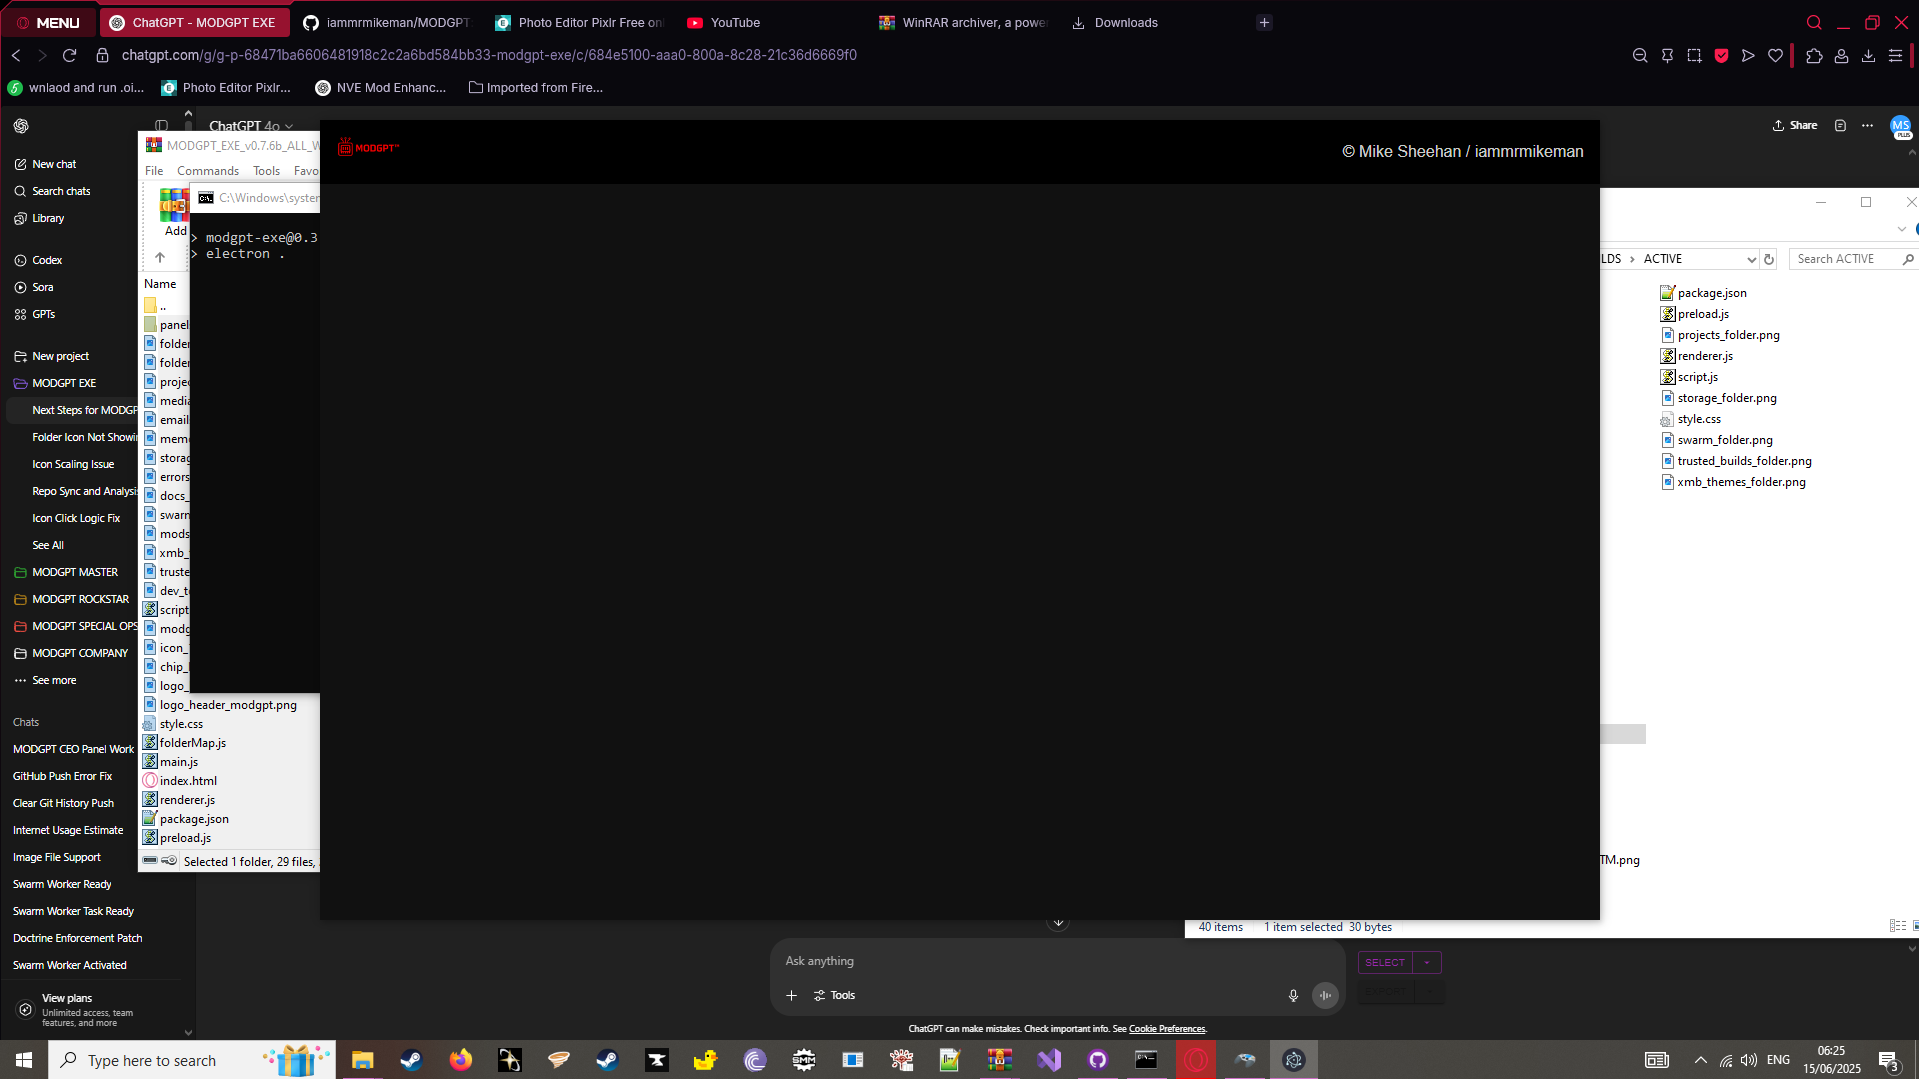 MENU
ChatGPT - MODGPT EXE
iammrmikeman/MODGPT
Photo Editor Pixlr Free onl
YouTube
WinRAR archiver, a power
Downloads
chatgpt.com/g/g-p-68471ba6606481918c2c2a6bd584bb33-modgpt-exe/c/684e5100-aaa0-800a-8c28-21c36d6669f0
wnlaod and run .oi...
Photo Editor Pixlr...
NVE Mod Enhanc...
Imported from Fire...
ChatGPT 4o
Share
MS
PLUS
New chat
Search chats
Library
Codex
Sora
GPTs
New project
MODGPT EXE
Next Steps for MODGP
Folder Icon Not Showin
Icon Scaling Issue
Repo Sync and Analysis
Icon Click Logic Fix
See All
MODGPT MASTER
MODGPT ROCKSTAR
MODGPT SPECIAL OPS
MODGPT COMPANY
See more
Chats
MODGPT CEO Panel Work
GitHub Push Error Fix
Clear Git History Push
Internet Usage Estimate
Image File Support
Swarm Worker Ready
Swarm Worker Task Ready
Doctrine Enforcement Patch
Swarm Worker Activated
View plans
Unlimited access, team
features, and more
MODGPT_EXE_v0.7.6b_ALL_W
File Commands Tools Favo
Add
Name
..
panel
folder
folder
projec
media
email
mem
storag
errors
docs_
swarn
mods
xmb_
truste
dev_t
script
modg
icon_
chip_
logo_
logo_header_modgpt.png
style.css
folderMap.js
main.js
index.html
renderer.js
package.json
preload.js
Selected 1 folder, 29 files,
C:\Windows\syster
> modgpt-exe@0.3
> electron .
MODGPT™
© Mike Sheehan / iammrmikeman
LDS > ACTIVE
Search ACTIVE
package.json
preload.js
projects_folder.png
renderer.js
script.js
storage_folder.png
style.css
swarm_folder.png
trusted_builds_folder.png
xmb_themes_folder.png
TM.png
40 items 1 item selected 30 bytes
Ask anything
Tools
SELECT
ChatGPT can make mistakes. Check important info. See Cookie Preferences.
Type here to search
ENG
06:25
15/06/2025
3